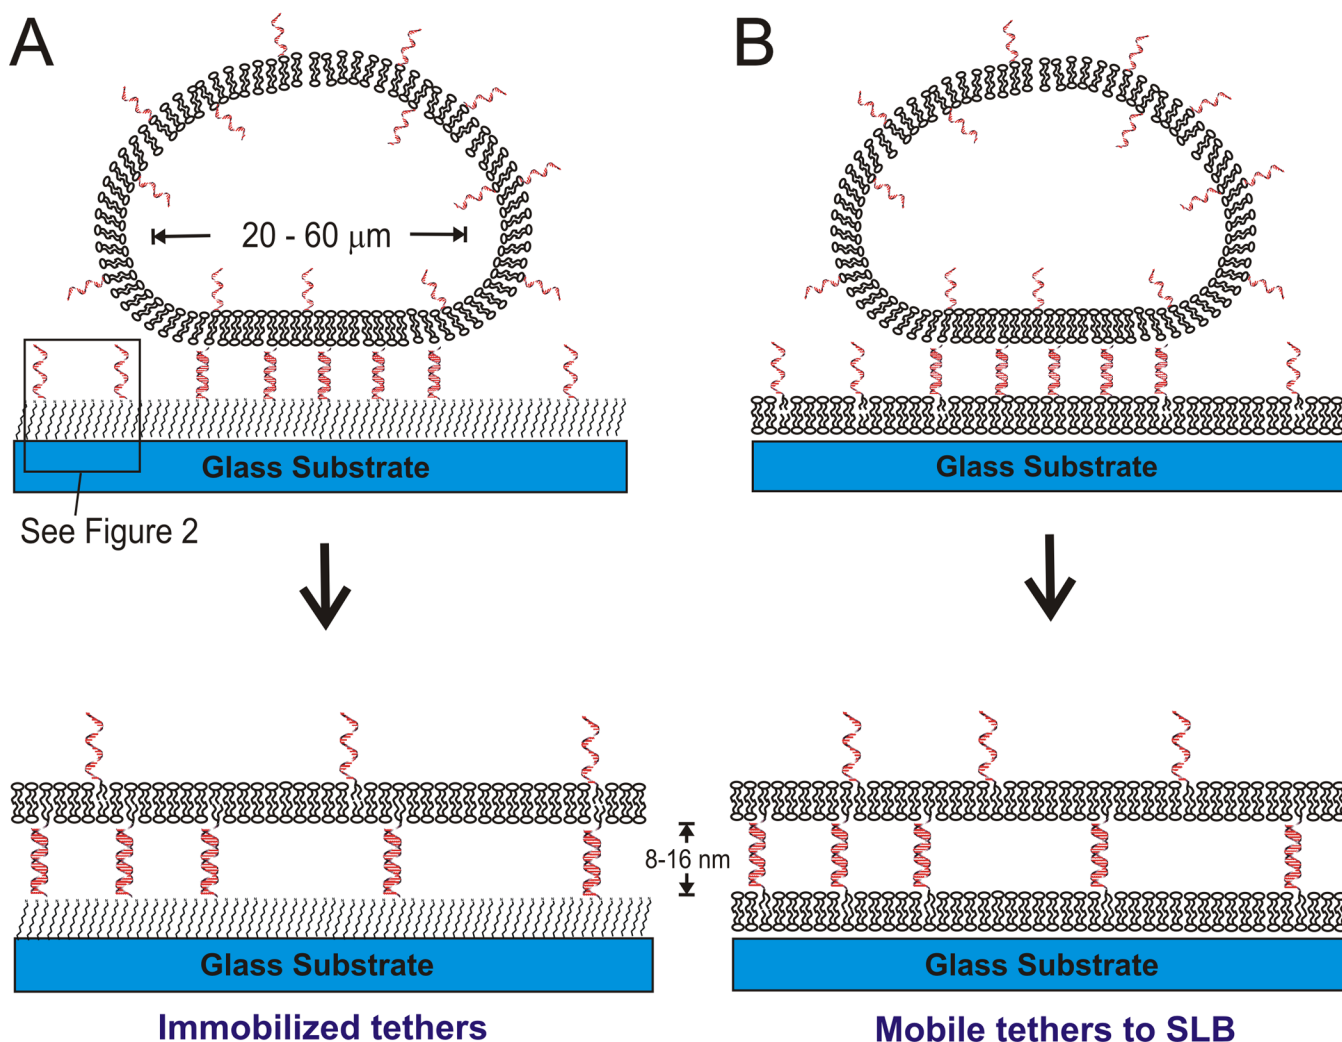 A
B
20 - 60 μm
Glass Substrate
Glass Substrate
See Figure 2
8-16 nm
Glass Substrate
Glass Substrate
Immobilized tethers
Mobile tethers to SLB